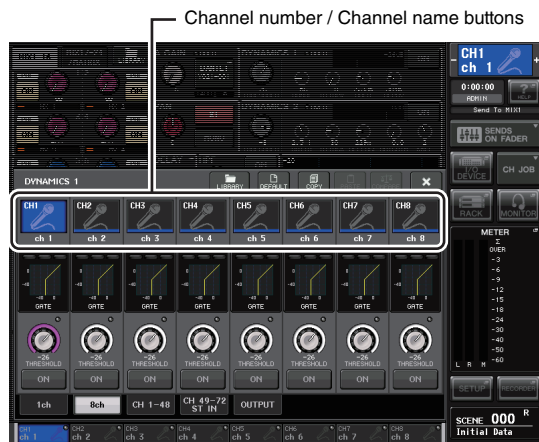 Channel number / Channel name buttons
CH1
ch 1
0:00:00
ADMIN
HELP
Send To MIX1
SENDS
ON FADER
I/O
DEVICE
CH JOB
RACK
MONITOR
METER
Σ
OVER
-3
-6
-9
-12
-15
-18
-24
-30
-40
-50
-60
L R M
SETUP
RECORDER
SCENE 000 R
Initial Data
LIBRARY
DYNAMICS 1
LIBRARY
DEFAULT
COPY
CH1 CH2 CH3 CH4 CH5 CH6 CH7 CH8
ch 1 ch 2 ch 3 ch 4 ch 5 ch 6 ch 7 ch 8
GATE GATE GATE GATE GATE GATE GATE GATE
-26 -26 -26 -26 -26 -26 -26 -26
THRESHOLD THRESHOLD THRESHOLD THRESHOLD THRESHOLD THRESHOLD THRESHOLD THRESHOLD
ON ON ON ON ON ON ON ON
1ch 8ch CH 1-48 CH 49-72 ST IN OUTPUT
CH1 CH2 CH3 CH4 CH5 CH6 CH7 CH8
ch 1 ch 2 ch 3 ch 4 ch 5 ch 6 ch 7 ch 8